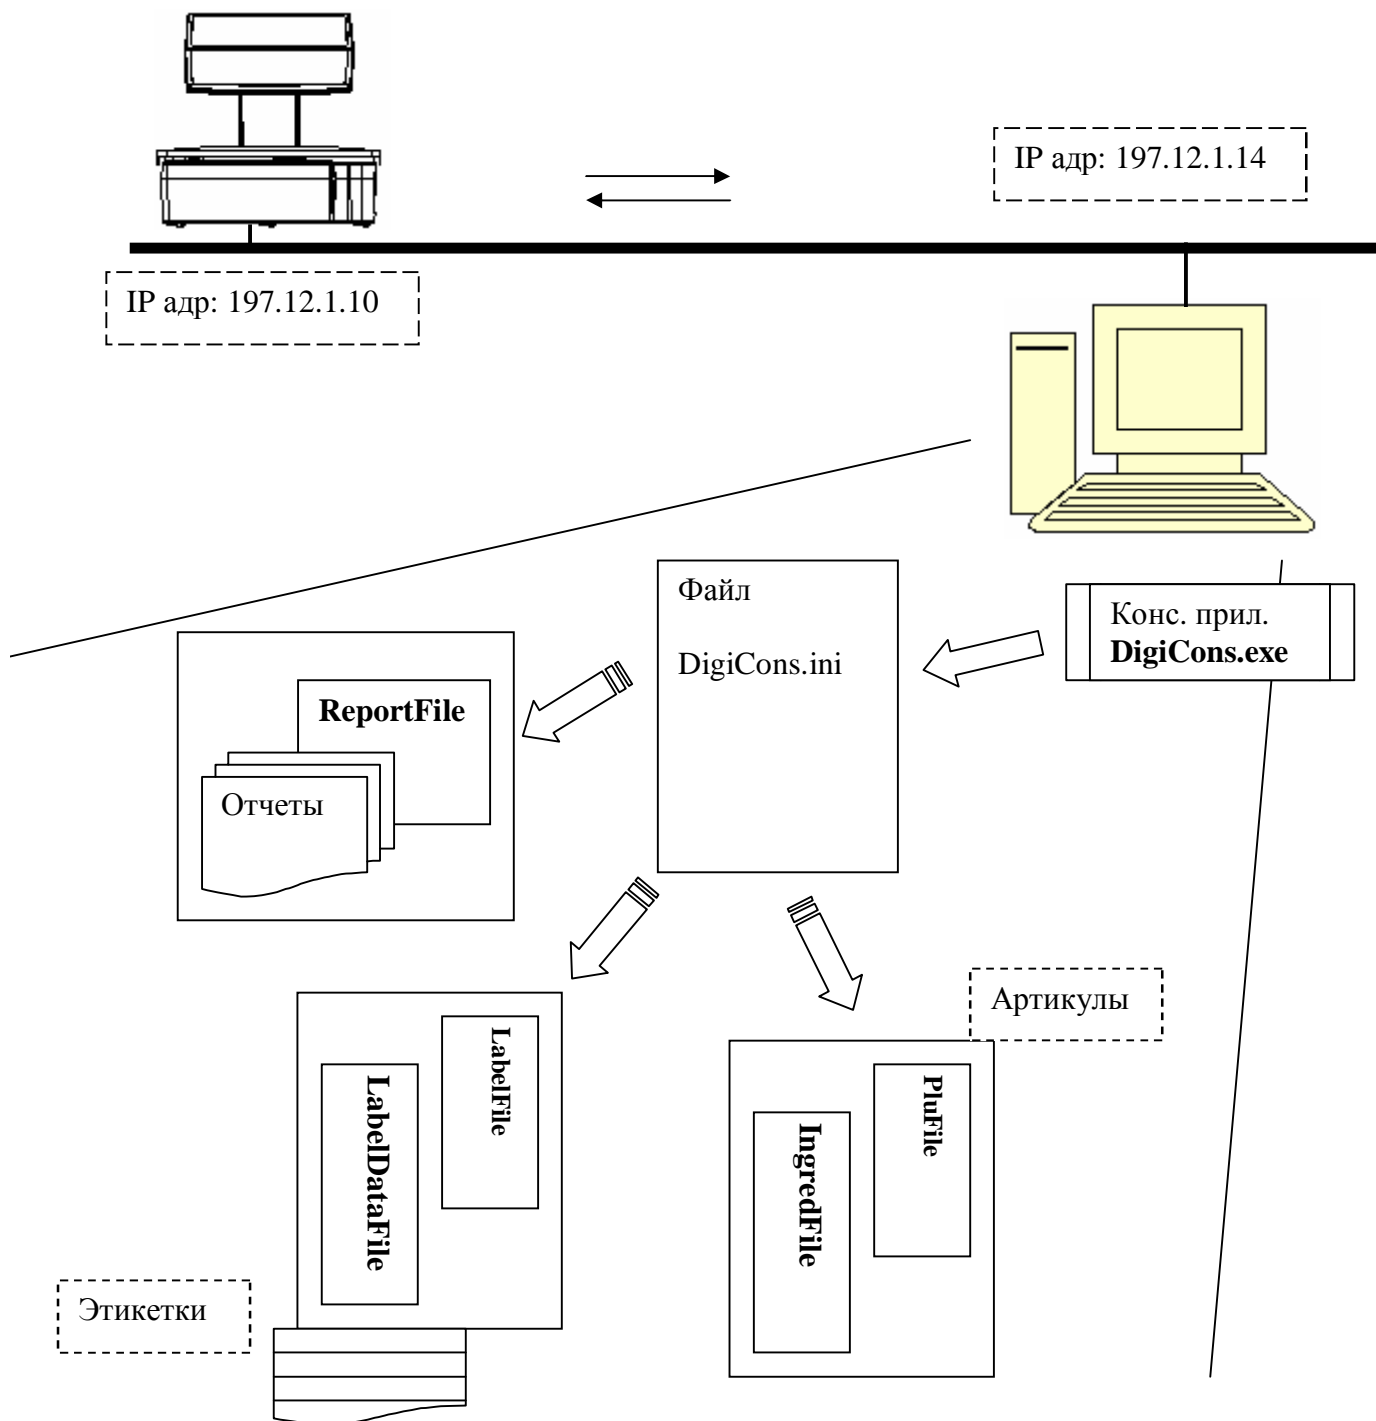 IP адр: 197.12.1.14
IP адр: 197.12.1.10
Файл
DigiCons.ini
Конс. прил.
DigiCons.exe
ReportFile
Отчеты
Артикулы
LabelFile
LabelDataFile
PluFile
IngredFile
Этикетки